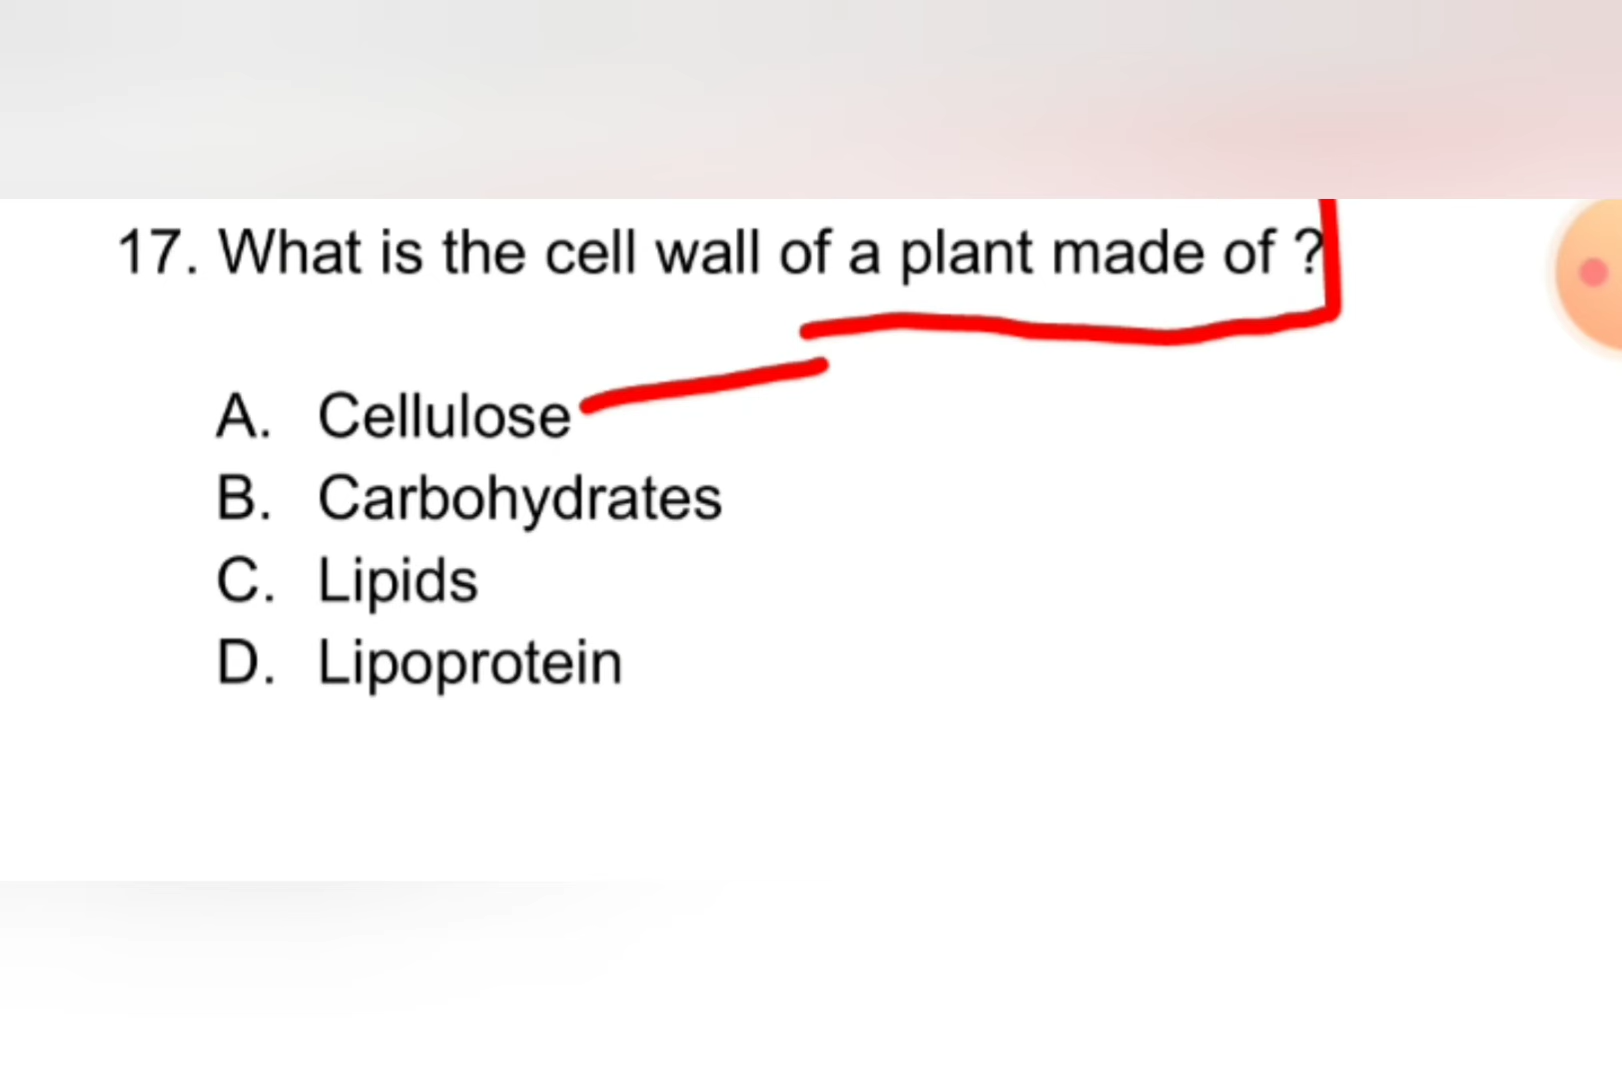 17. What is the cell wall of a plant made of ?
A. Cellulose
B. Carbohydrates
C. Lipids
D. Lipoprotein